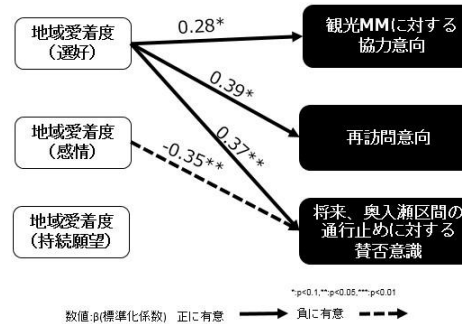 地域愛着度
(選好)
0.28*
観光MMに対する
協力意向
0.39*
地域愛着度
(感情)
0.37**
-0.35**
再訪問意向
地域愛着度
(持続願望)
将来、奥入瀬区間の
通行止めに対する
賛否意識
*:p<0.1,**:p<0.05,***:p<0.01
数値:β(標準化係数) 正に有意 負に有意